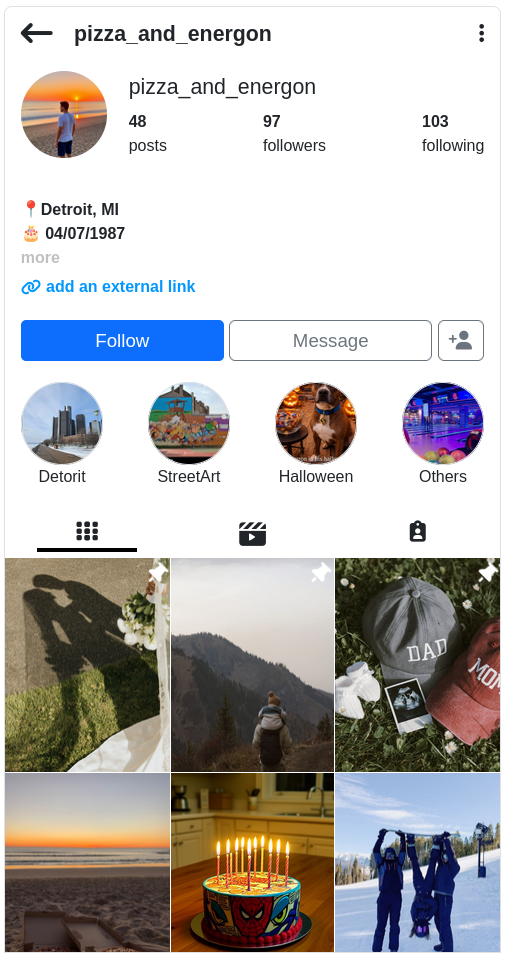 pizza_and_energon
pizza_and_energon
48 97 103
posts followers following
📍Detroit, MI
🎂 04/07/1987
more
add an external link
Follow Message
Detorit StreetArt Halloween Others
DAD MOM